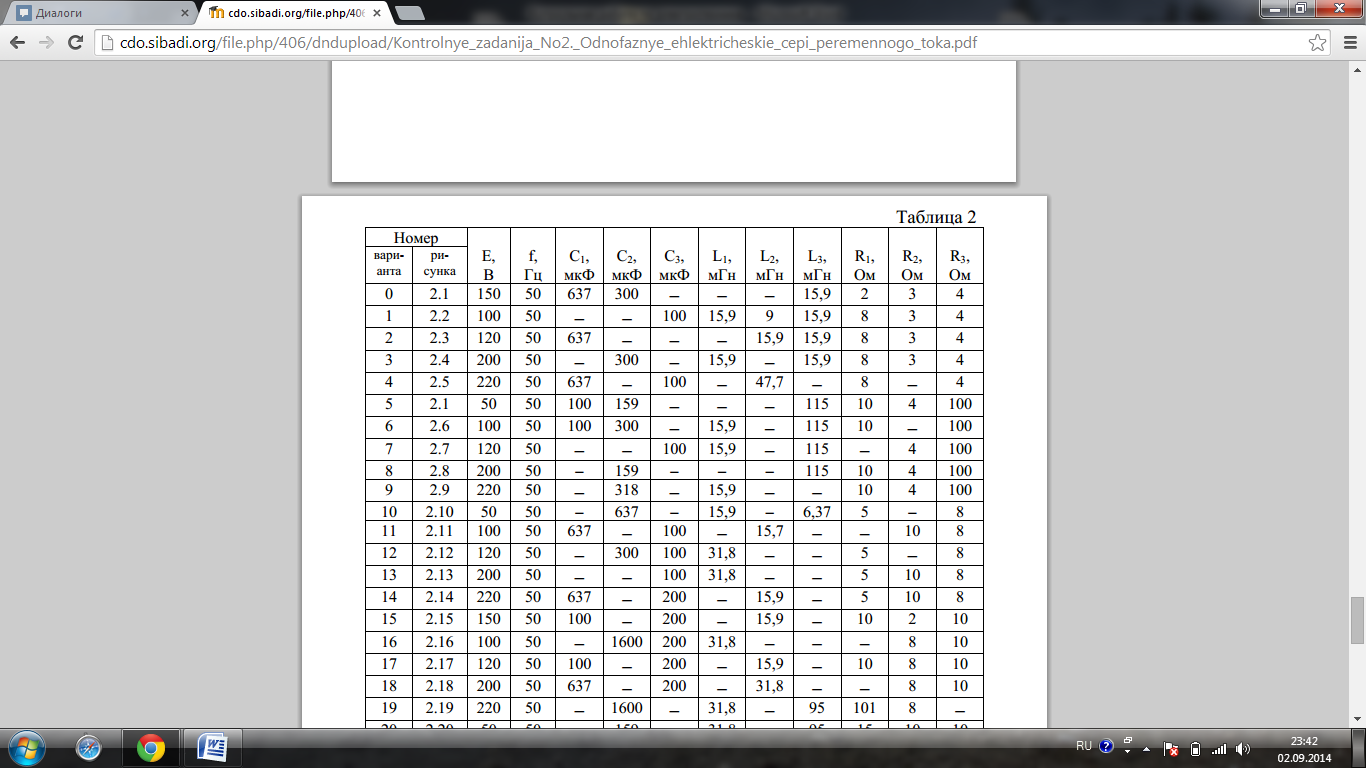 Диалоги
cdo.sibadi.org/file.php/406
cdo.sibadi.org/file.php/406/dndupload/Kontrolnye_zadanija_No2._Odnofaznye_ehlektricheskie_cepi_peremennogo_toka.pdf
Таблица 2
Номер
вари-анта ри-сунка E, В f, Гц C1, мкФ C2, мкФ C3, мкФ L1, мГн L2, мГн L3, мГн R1, Ом R2, Ом R3, Ом
0 2.1 150 50 637 300 – – – 15,9 2 3 4
1 2.2 100 50 – – 100 15,9 9 15,9 8 3 4
2 2.3 120 50 637 – – – 15,9 15,9 8 3 4
3 2.4 200 50 – 300 – 15,9 – 15,9 8 3 4
4 2.5 220 50 637 – 100 – 47,7 – 8 – 4
5 2.1 50 50 100 159 – – – 115 10 4 100
6 2.6 100 50 100 300 – 15,9 – 115 10 – 100
7 2.7 120 50 – – 100 15,9 – 115 – 4 100
8 2.8 200 50 – 159 – – – 115 10 4 100
9 2.9 220 50 – 318 – 15,9 – – 10 4 100
10 2.10 50 50 – 637 – 15,9 – 6,37 5 – 8
11 2.11 100 50 637 – 100 – 15,7 – – 10 8
12 2.12 120 50 – 300 100 31,8 – – 5 – 8
13 2.13 200 50 – – 100 31,8 – – 5 10 8
14 2.14 220 50 637 – 200 – 15,9 – 5 10 8
15 2.15 150 50 100 – 200 – 15,9 – 10 2 10
16 2.16 100 50 – 1600 200 31,8 – – – 8 10
17 2.17 120 50 100 – 200 – 15,9 – 10 8 10
18 2.18 200 50 637 – 200 – 31,8 – – 8 10
19 2.19 220 50 – 1600 – 31,8 – 95 101 8 –
RU
23:42
02.09.2014